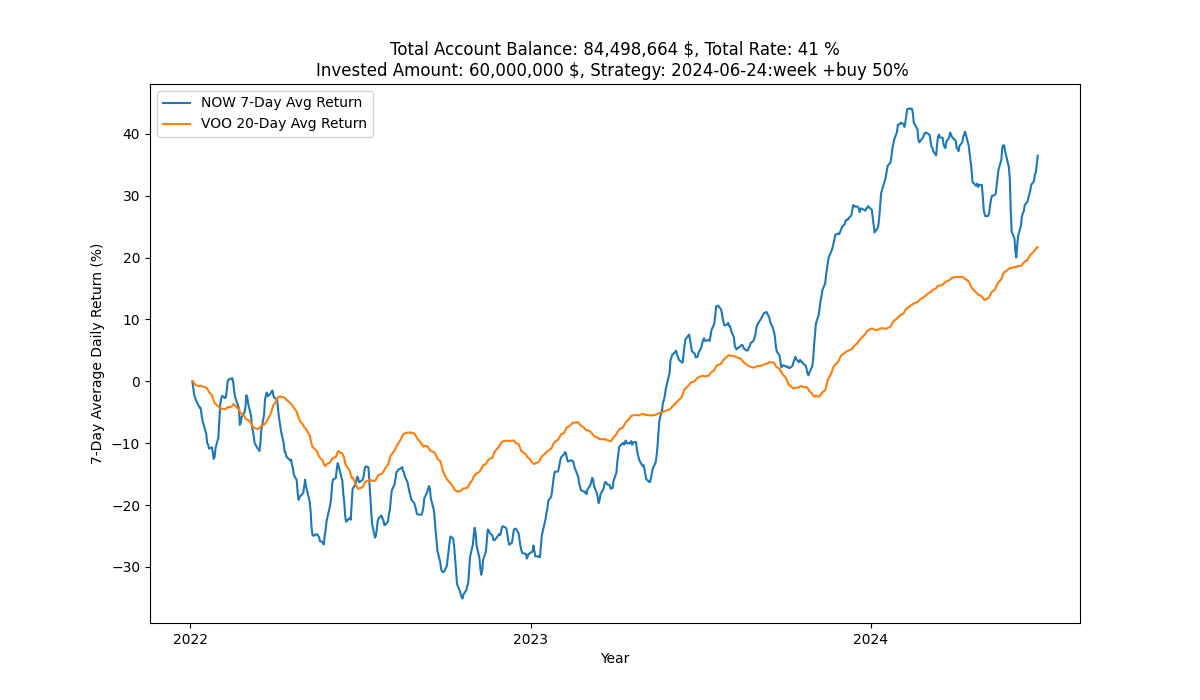 Total Account Balance: 84,498,664 $, Total Rate: 41 %
Invested Amount: 60,000,000 $, Strategy: 2024-06-24:week +buy 50%
NOW 7-Day Avg Return
VOO 20-Day Avg Return
7-Day Average Daily Return (%)
40
30
20
10
0
−10
−20
−30
2022
2023
2024
Year